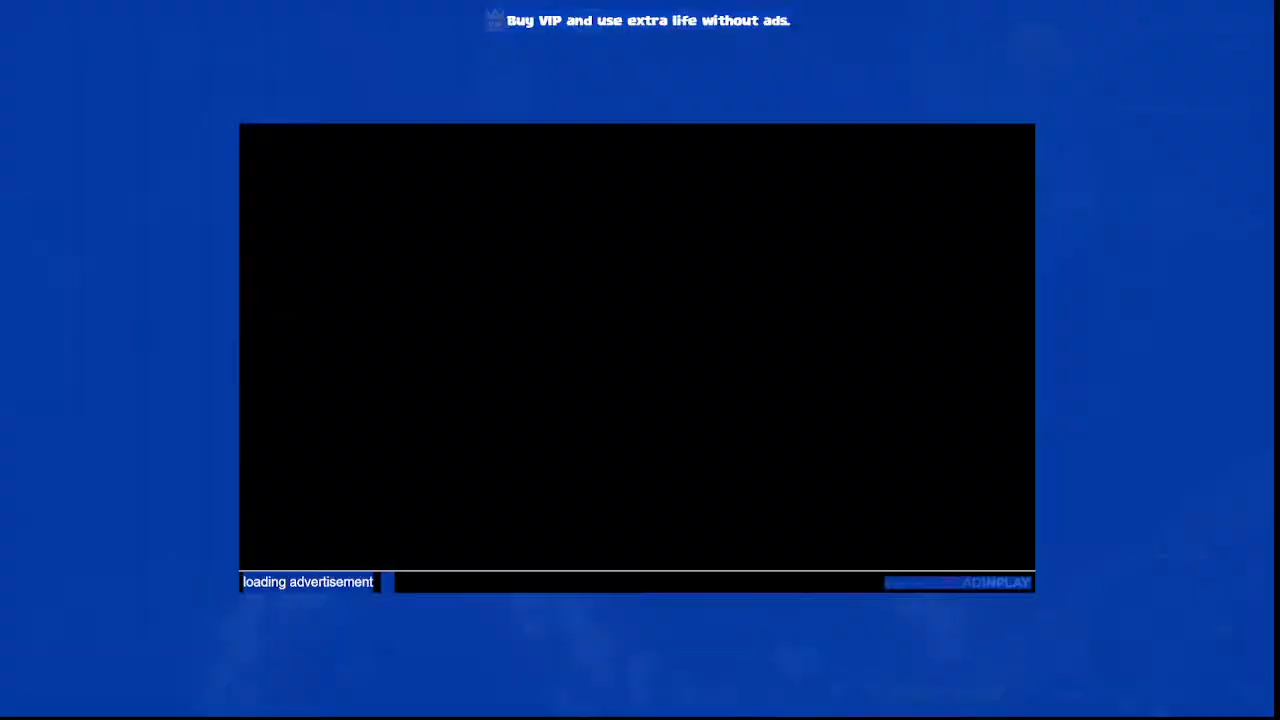 Buy VIP and use extra life without ads.
loading advertisement
ADINPLAY